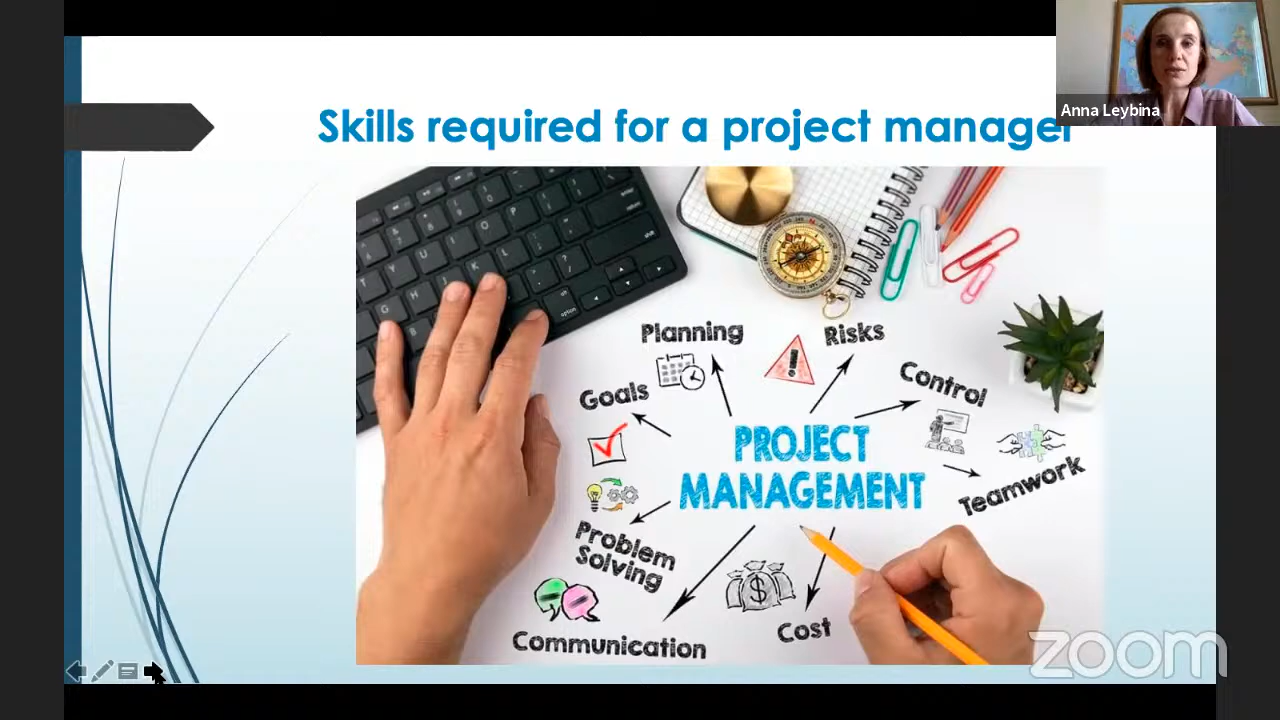 Skills required for a project manager
Anna Leybina
Planning
Risks
Goals
Control
PROJECT
MANAGEMENT
Teamwork
Problem
Solving
$
Communication
Cost
zoom